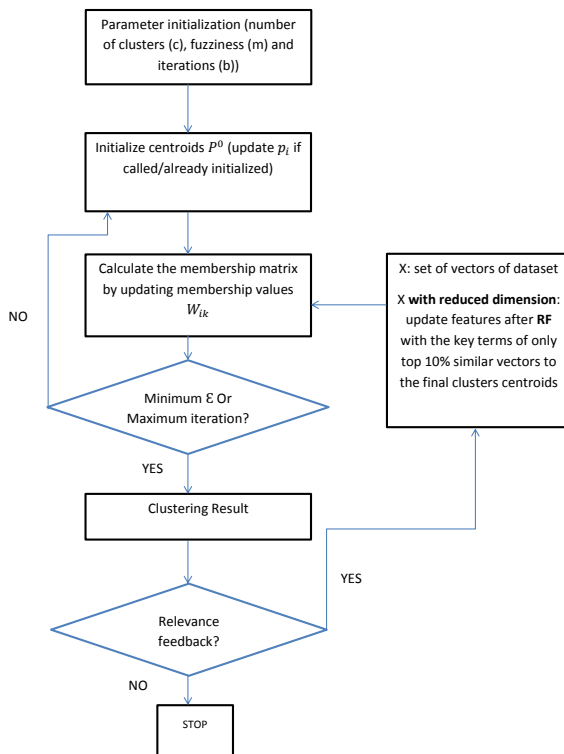 Parameter initialization (number
of clusters (c), fuzziness (m) and
iterations (b))
Initialize centroids P⁰ (update pᵢ if
called/already initialized)
Calculate the membership matrix
by updating membership values
Wᵢₖ
X: set of vectors of dataset
X with reduced dimension:
update features after RF
with the key terms of only
top 10% similar vectors to
the final clusters centroids
NO
Minimum Ɛ Or
Maximum iteration?
YES
Clustering Result
YES
Relevance
feedback?
NO
STOP